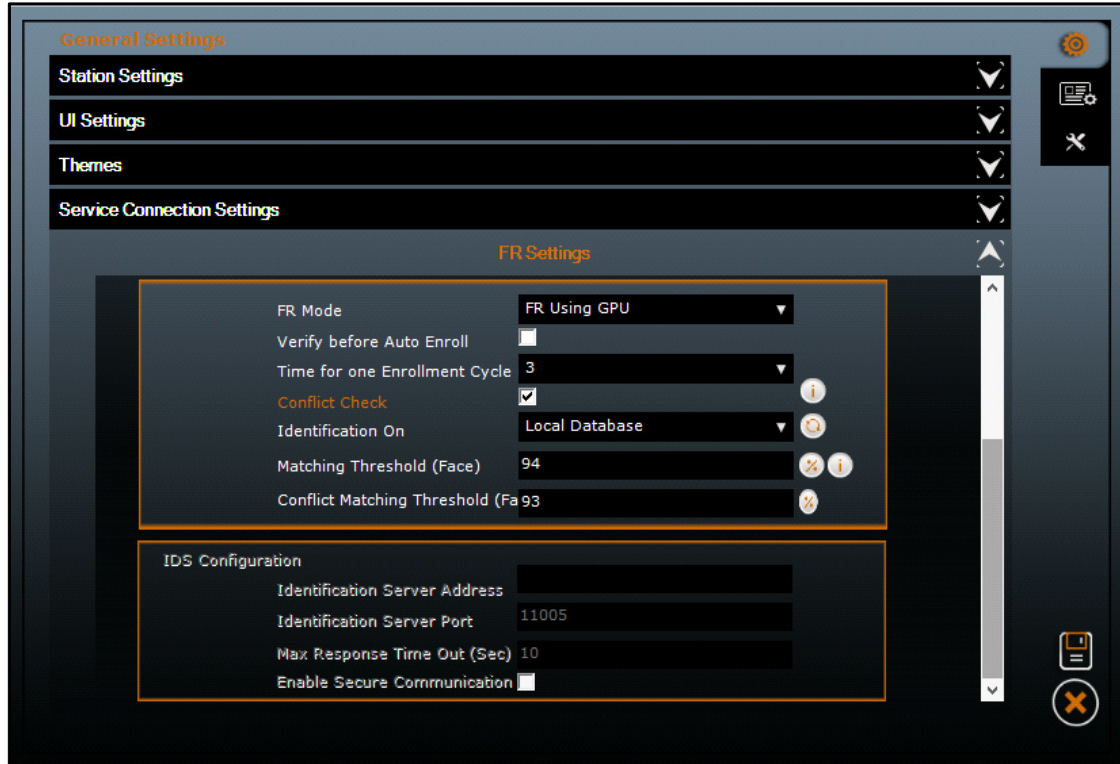 General Settings
Station Settings
UI Settings
Themes
Service Connection Settings
FR Settings
FR Mode FR Using GPU
Verify before Auto Enroll
Time for one Enrollment Cycle 3
Conflict Check
Identification On Local Database
Matching Threshold (Face) 94
Conflict Matching Threshold (Fa 93
IDS Configuration
Identification Server Address
Identification Server Port 11005
Max Response Time Out (Sec) 10
Enable Secure Communication